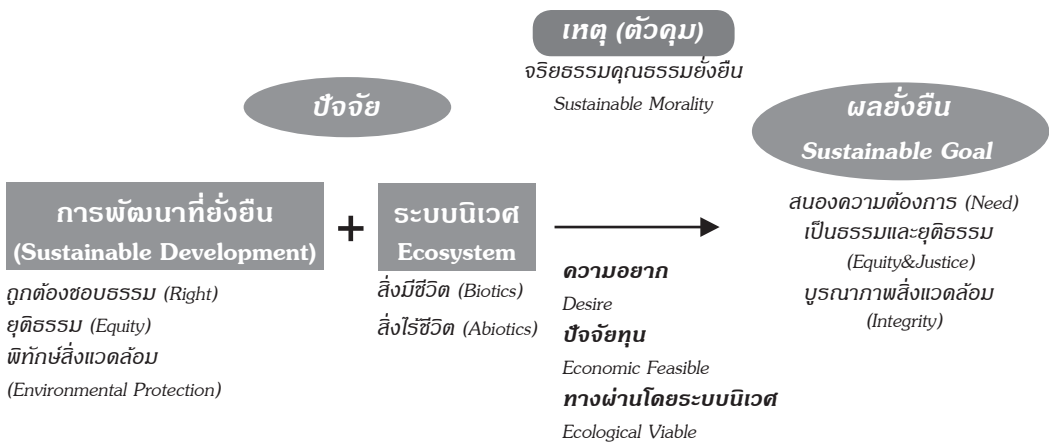 เหตุ (ตัวคุม)
จริยธรรมคุณธรรมยั่งยืน
Sustainable Morality
ปัจจัย
ผลยั่งยืน
Sustainable Goal
การพัฒนาที่ยั่งยืน
(Sustainable Development)
+
ระบบนิเวศ
Ecosystem
ถูกต้องชอบธรรม (Right)
ยุติธรรม (Equity)
พิทักษ์สิ่งแวดล้อม
(Environmental Protection)
สิ่งมีชีวิต (Biotics)
สิ่งไร้ชีวิต (Abiotics)
ความอยาก
Desire
ปัจจัยทุน
Economic Feasible
ทางผ่านโดยระบบนิเวศ
Ecological Viable
สนองความต้องการ (Need)
เป็นธรรมและยุติธรรม
(Equity&Justice)
บูรณาภาพสิ่งแวดล้อม
(Integrity)